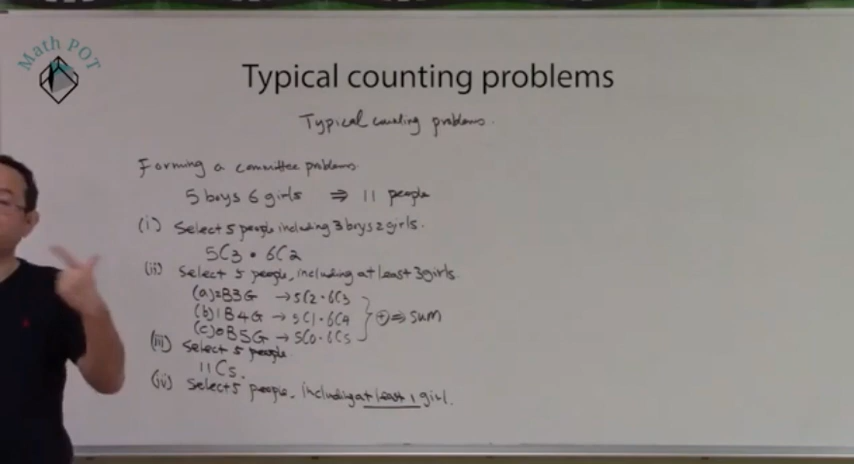 Math POT
Typical counting problems
Typical counting problems.
Forming a committee problems.
5 boys 6 girls ⇒ 11 people
(i) Select 5 people including 3 boys 2 girls.
5C3 • 6C2
(ii) Select 5 people, including at least 3 girls
(a) 2B3G → 5C2 · 6C3
(b) 1B4G → 5C1 · 6C4
(c) 0B5G → 5C0 · 6C5
⊕ ⇒ sum
(iii) Select 5 people.
11C5.
(iv) Select 5 people, including at least 1 girl.